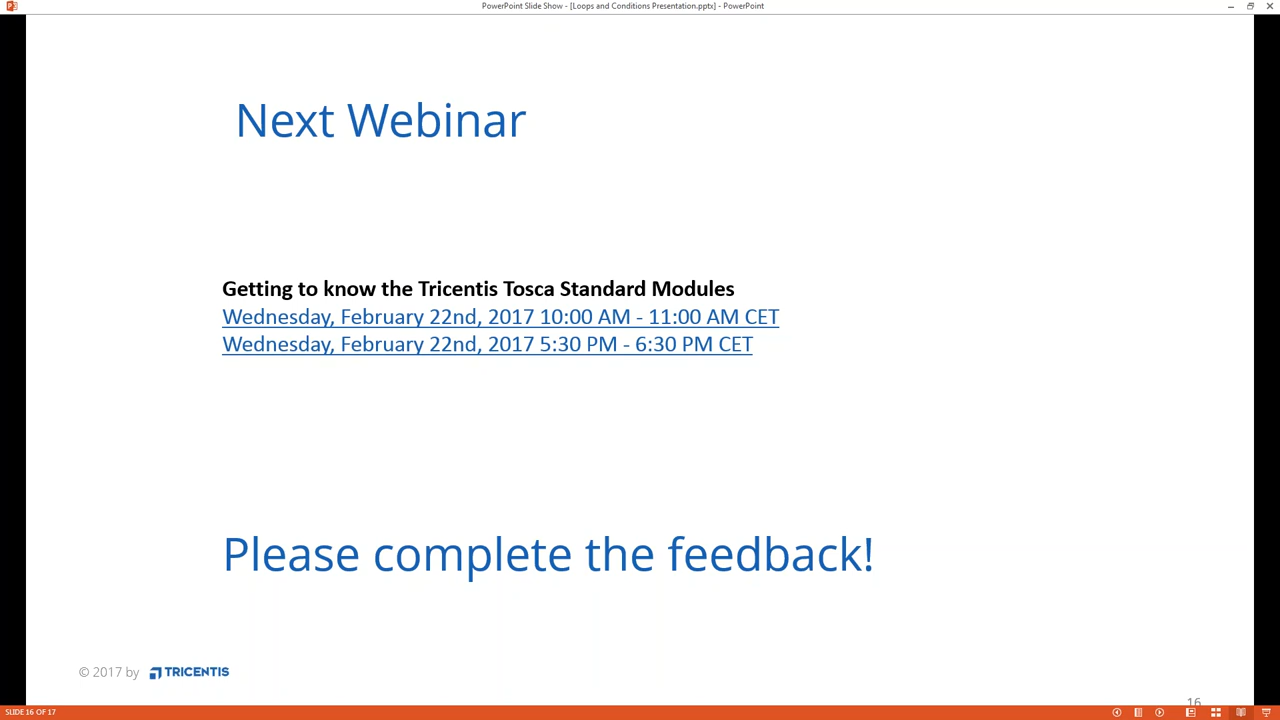 PowerPoint Slide Show - [Loops and Conditions Presentation.pptx] - PowerPoint
Next Webinar
Getting to know the Tricentis Tosca Standard Modules
Wednesday, February 22nd, 2017 10:00 AM - 11:00 AM CET
Wednesday, February 22nd, 2017 5:30 PM - 6:30 PM CET
Please complete the feedback!
© 2017 by TRICENTIS
16
SLIDE 16 OF 17